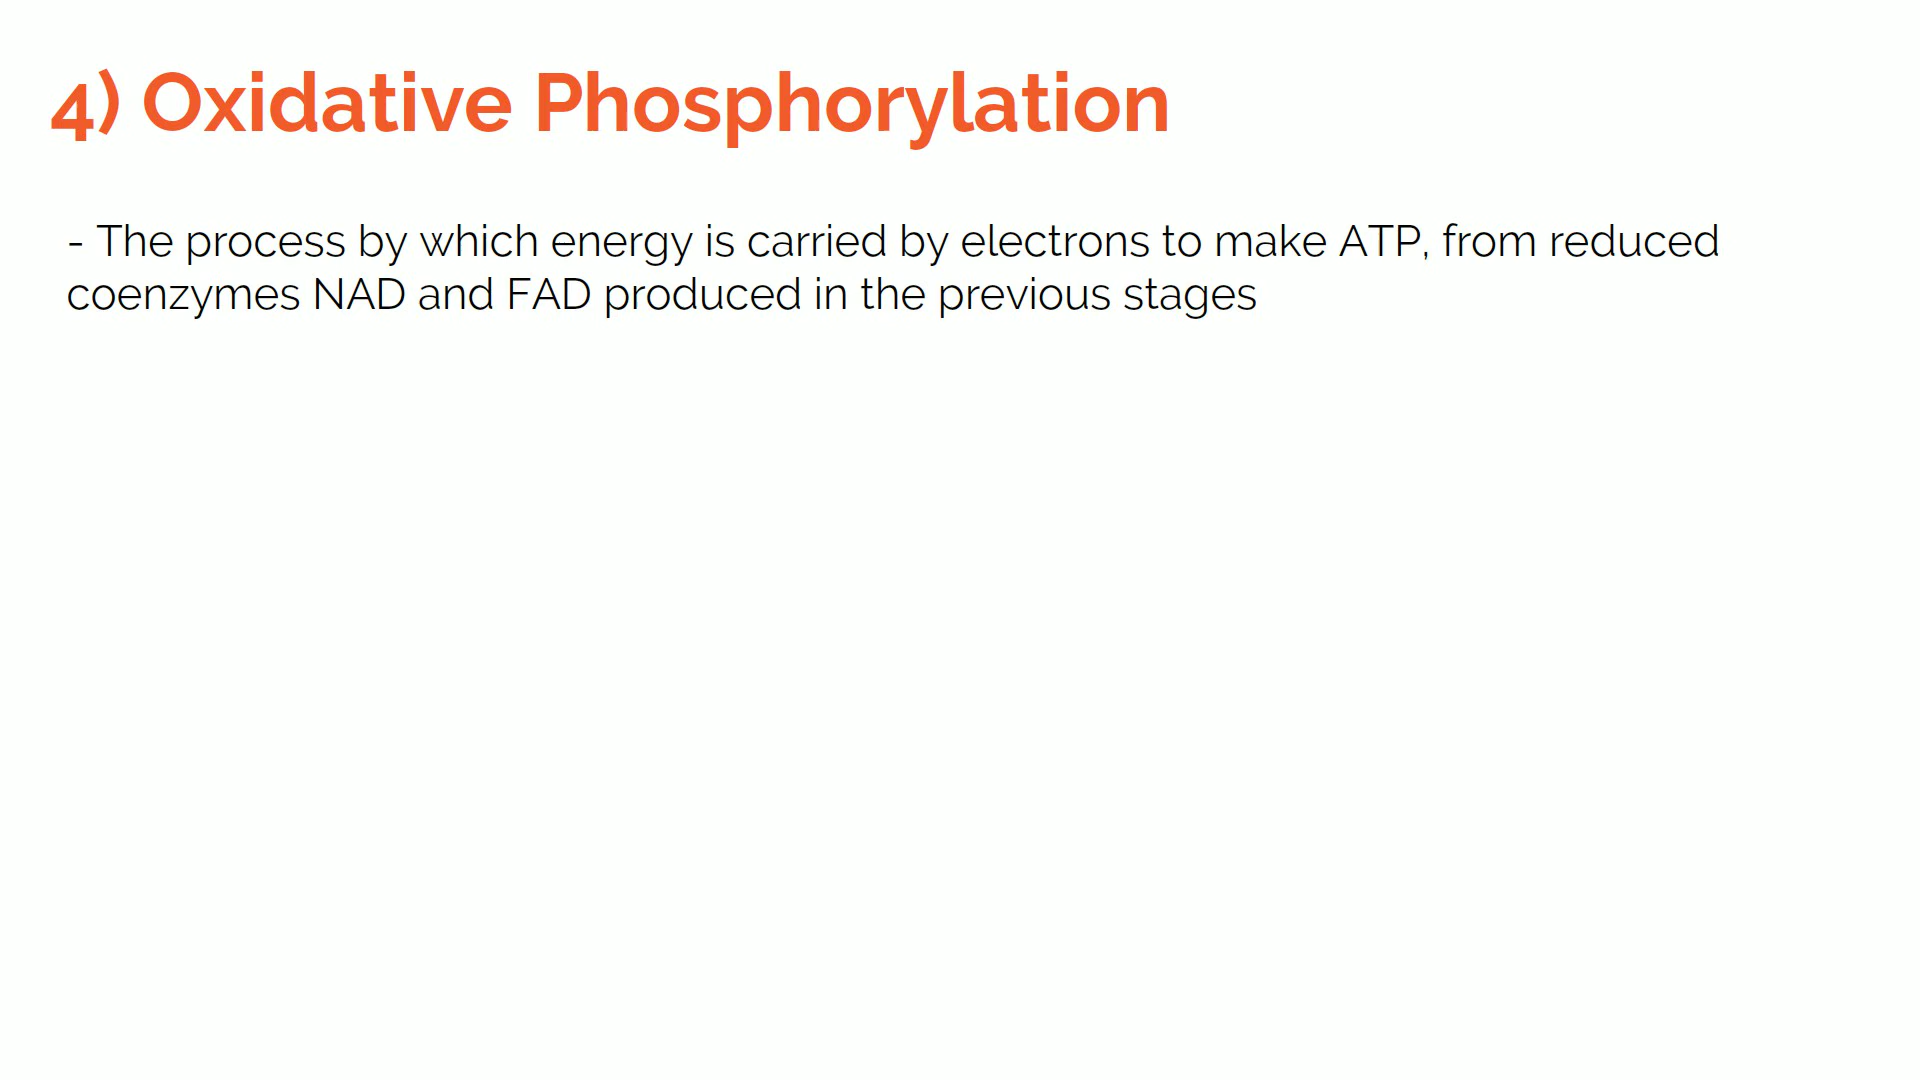 4) Oxidative Phosphorylation
- The process by which energy is carried by electrons to make ATP, from reduced
coenzymes NAD and FAD produced in the previous stages